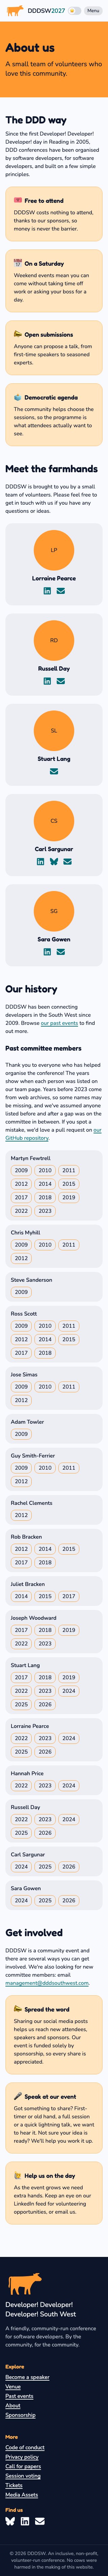 DDDSW2027
Menu
About us
A small team of volunteers who
love this community.
The DDD way
Since the first Developer! Developer!
Developer! day in Reading in 2005,
DDD conferences have been organised
by software developers, for software
developers, and built on a few simple
principles.
Free to attend
DDDSW costs nothing to attend,
thanks to our sponsors, so
money is never the barrier.
On a Saturday
Weekend events mean you can
come without taking time off
work or asking your boss for a
day.
Open submissions
Anyone can propose a talk, from
first-time speakers to seasoned
experts.
Democratic agenda
The community helps choose the
sessions, so the programme is
what attendees actually want to
see.
Meet the farmhands
DDDSW is brought to you by a small
team of volunteers. Please feel free to
get in touch with us if you have any
questions or ideas.
LP
Lorraine Pearce
RD
Russell Day
SL
Stuart Lang
CS
Carl Sargunar
SG
Sara Gowen
Our history
DDDSW has been connecting
developers in the South West since
2009. Browse our past events to find
out more.
Past committee members
Thank you to everyone who has helped
organise the conference! The years
shown show when each person was
listed on our team page. Years before 2023 come
from web archives, so some names may
be missing, and we've assumed anyone
listed before and after a gap was on the
committee in between. If you spot a
mistake, we'd love a pull request on our
GitHub repository.
Martyn Fewtrell
2009 2010 2011
2012 2014 2015
2017 2018 2019
2022 2023
Chris Myhill
2009 2010 2011
2012
Steve Sanderson
2009
Ross Scott
2009 2010 2011
2012 2014 2015
2017 2018
Jose Simas
2009 2010 2011
2012
Adam Towler
2009
Guy Smith-Ferrier
2009 2010 2011
2012
Rachel Clements
2012
Rob Bracken
2012 2014 2015
2017 2018
Juliet Bracken
2014 2015 2017
Joseph Woodward
2017 2018 2019
2022 2023
Stuart Lang
2017 2018 2019
2022 2023 2024
2025 2026
Lorraine Pearce
2022 2023 2024
2025 2026
Hannah Price
2022 2023
Russell Day
2022 2023 2024
2025 2026
Carl Sargunar
2024 2025 2026
Sara Gowen
2024 2025 2026
Get involved
DDDSW is a community event and
there are several ways you can get
involved. We're also looking for new
committee members: email
management@dddsouthwest.com.
Spread the word
Sharing our social media posts
helps us reach new attendees,
speakers and sponsors. Our
event is funded solely by
sponsorship, so every share is
appreciated.
Speak at our event
Got something to share? First-
timer or old hand, a full session
or a quick lightning talk, we want
to hear it. Not sure your idea is
ready? We'll help you work it up.
Help us on the day
As the event grows we need
extra hands. Keep an eye on our
LinkedIn feed for volunteering
opportunities, or email us.
Developer! Developer!
Developer! South West
A friendly, community-run conference
for software developers. By the
community, for the community.
Explore
Become a speaker
Venue
Past events
About
Sponsorship
More
Code of conduct
Privacy policy
Call for papers
Session voting
Tickets
Media Assets
Find us
© 2026 DDDSW. An inclusive, non-profit,
volunteer-run conference. No cows were
harmed in the making of this website.